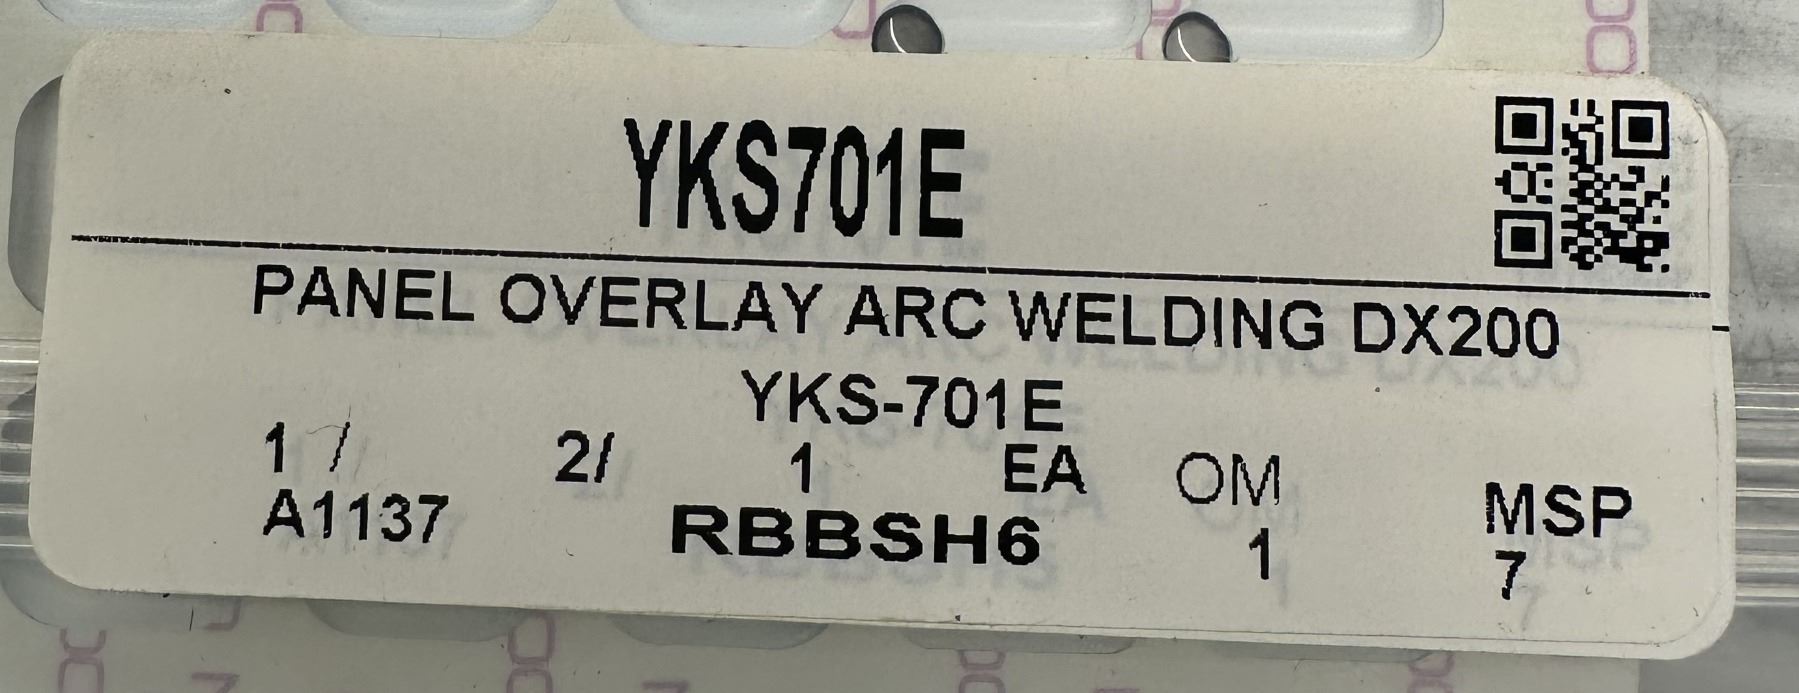 YKS701E
PANEL OVERLAY ARC WELDING DX200
YKS-701E
1 / 2/ 1 EA OM MSP
A1137 RBBSH6 1 7